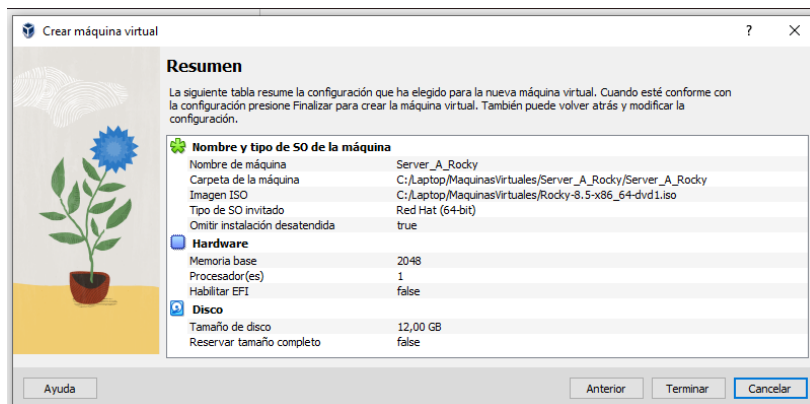 Crear máquina virtual ? ✕
Resumen
La siguiente tabla resume la configuración que ha elegido para la nueva máquina virtual. Cuando esté conforme con
la configuración presione Finalizar para crear la máquina virtual. También puede volver atrás y modificar la
configuración.
Nombre y tipo de SO de la máquina
Nombre de máquina Server_A_Rocky
Carpeta de la máquina C:/Laptop/MaquinasVirtuales/Server_A_Rocky/Server_A_Rocky
Imagen ISO C:/Laptop/MaquinasVirtuales/Rocky-8.5-x86_64-dvd1.iso
Tipo de SO invitado Red Hat (64-bit)
Omitir instalación desatendida true
Hardware
Memoria base 2048
Procesador(es) 1
Habilitar EFI false
Disco
Tamaño de disco 12,00 GB
Reservar tamaño completo false
Ayuda Anterior Terminar Cancelar